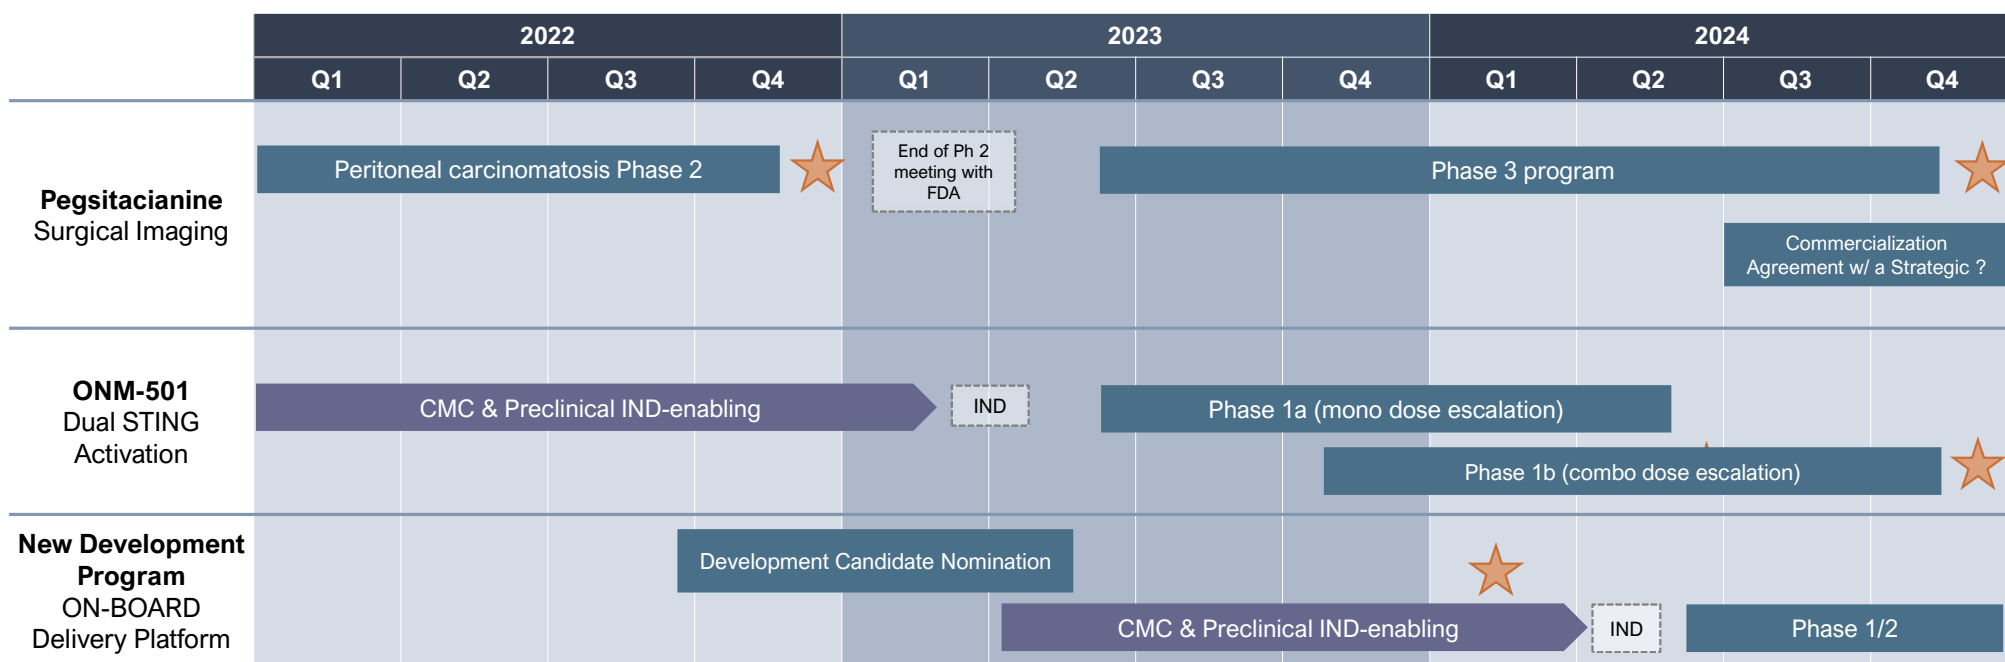 2022
2023
2024
Q1
Q2
Q3
Q4
Q1
Q2
Q3
Q4
Q1
Q2
Q3
Q4
Pegsitacianine
Surgical Imaging
Peritoneal carcinomatosis Phase 2
End of Ph 2
meeting with
FDA
Phase 3 program
Commercialization
Agreement w/ a Strategic ?
ONM-501
Dual STING
Activation
CMC & Preclinical IND-enabling
IND
Phase 1a (mono dose escalation)
Phase 1b (combo dose escalation)
New Development
Program
ON-BOARD
Delivery Platform
Development Candidate Nomination
CMC & Preclinical IND-enabling
IND
Phase 1/2